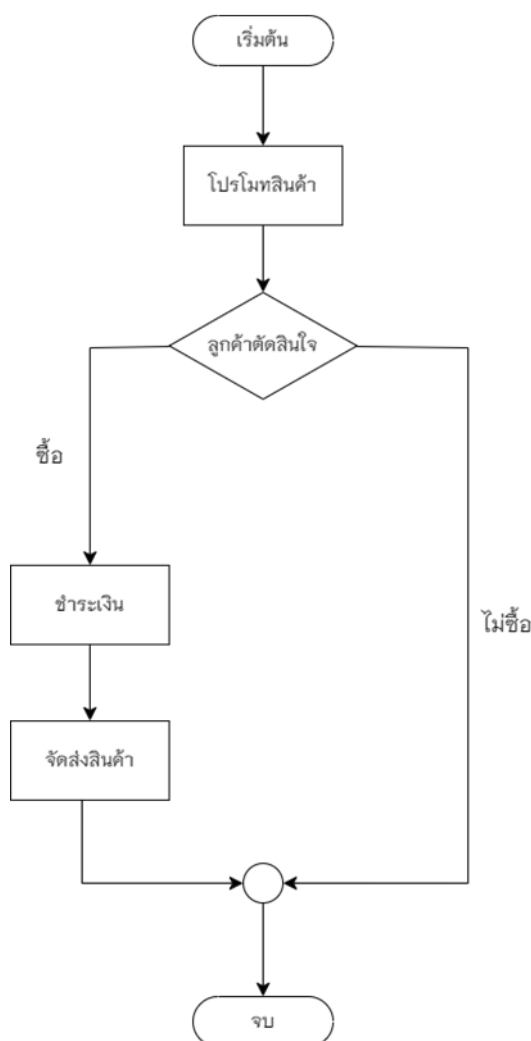 เริ่มต้น
โปรโมทสินค้า
ลูกค้าตัดสินใจ
ซื้อ
ชำระเงิน
ไม่ซื้อ
จัดส่งสินค้า
จบ